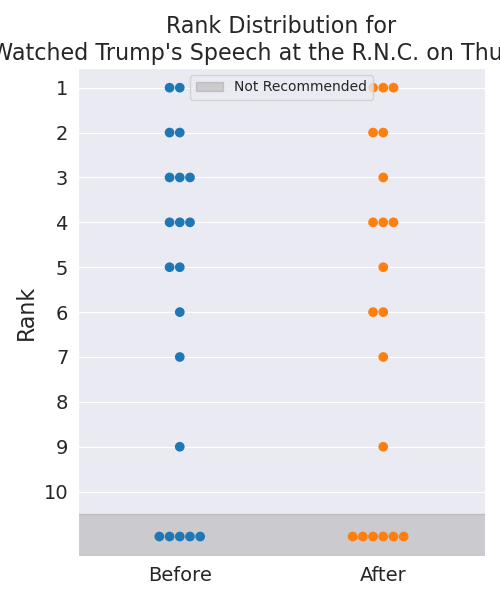 Rank Distribution for
Watched Trump's Speech at the R.N.C. on Thu
Not Recommended
1
2
3
4
5
6
7
8
9
10
Rank
Before
After